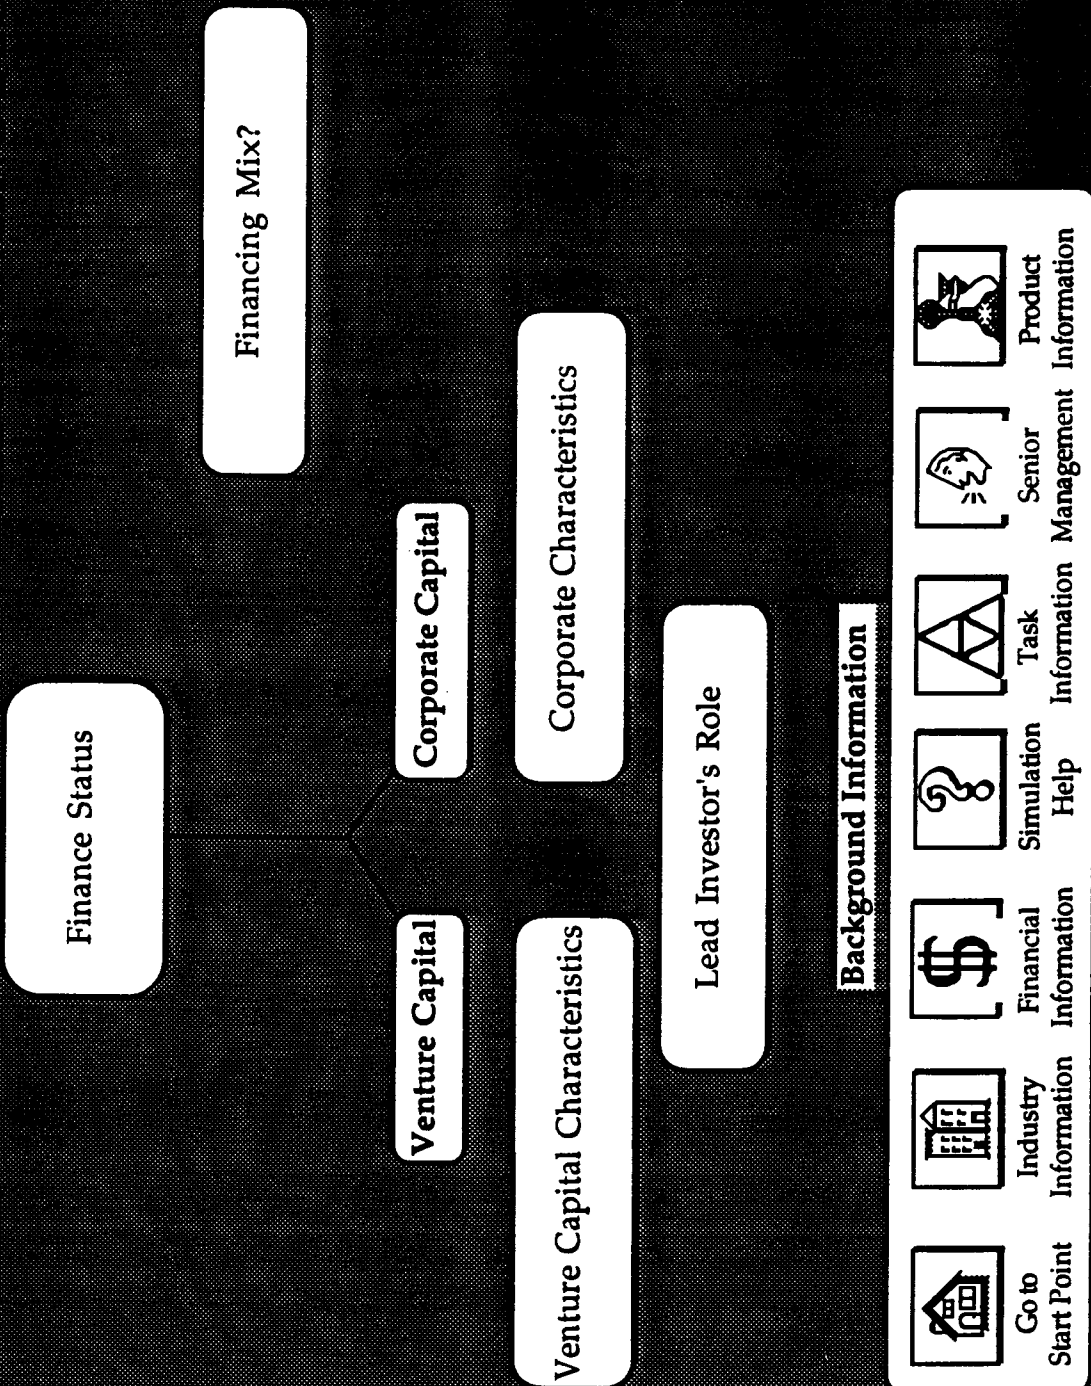 Finance Status
Financing Mix?
Venture Capital
Corporate Capital
Venture Capital Characteristics
Corporate Characteristics
Lead Investor's Role
Background Information
Go to
Start Point
Industry
Information
Financial
Information
Simulation
Help
Task
Information
Senior
Management
Product
Information